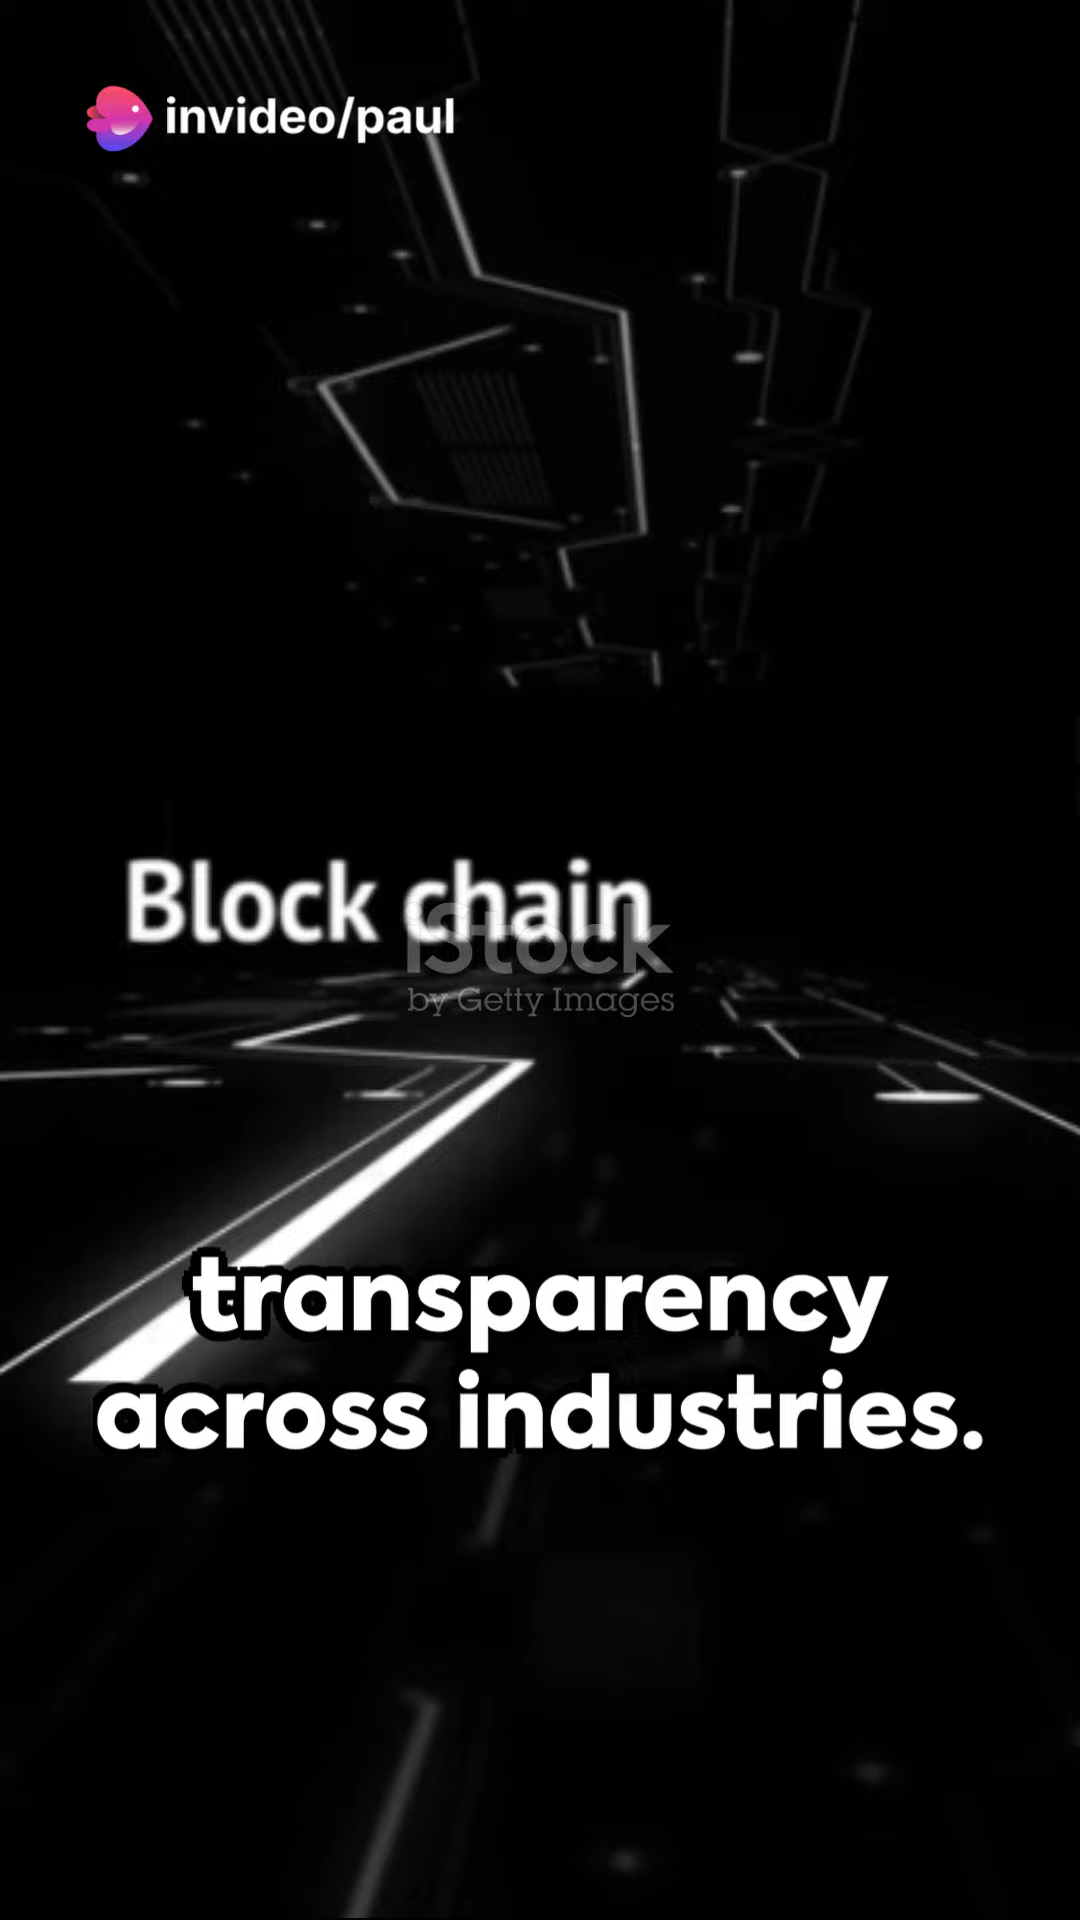 invideo/paul
Block chain
iStock
by Getty Images
transparency
across industries.